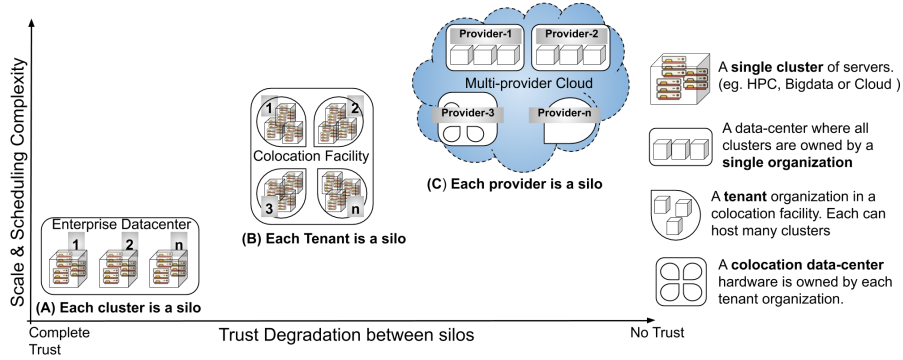 Scale & Scheduling Complexity
Enterprise Datacenter
1
2
n
(A) Each cluster is a silo
1
2
Colocation Facility
3
n
(B) Each Tenant is a silo
Provider-1
Provider-2
Multi-provider Cloud
Provider-3
Provider-n
(C) Each provider is a silo
A single cluster of servers.
(eg. HPC, Bigdata or Cloud )
A data-center where all
clusters are owned by a
single organization
A tenant organization in a
colocation facility. Each can
host many clusters
A colocation data-center
hardware is owned by each
tenant organization.
Complete
Trust
Trust Degradation between silos
No Trust